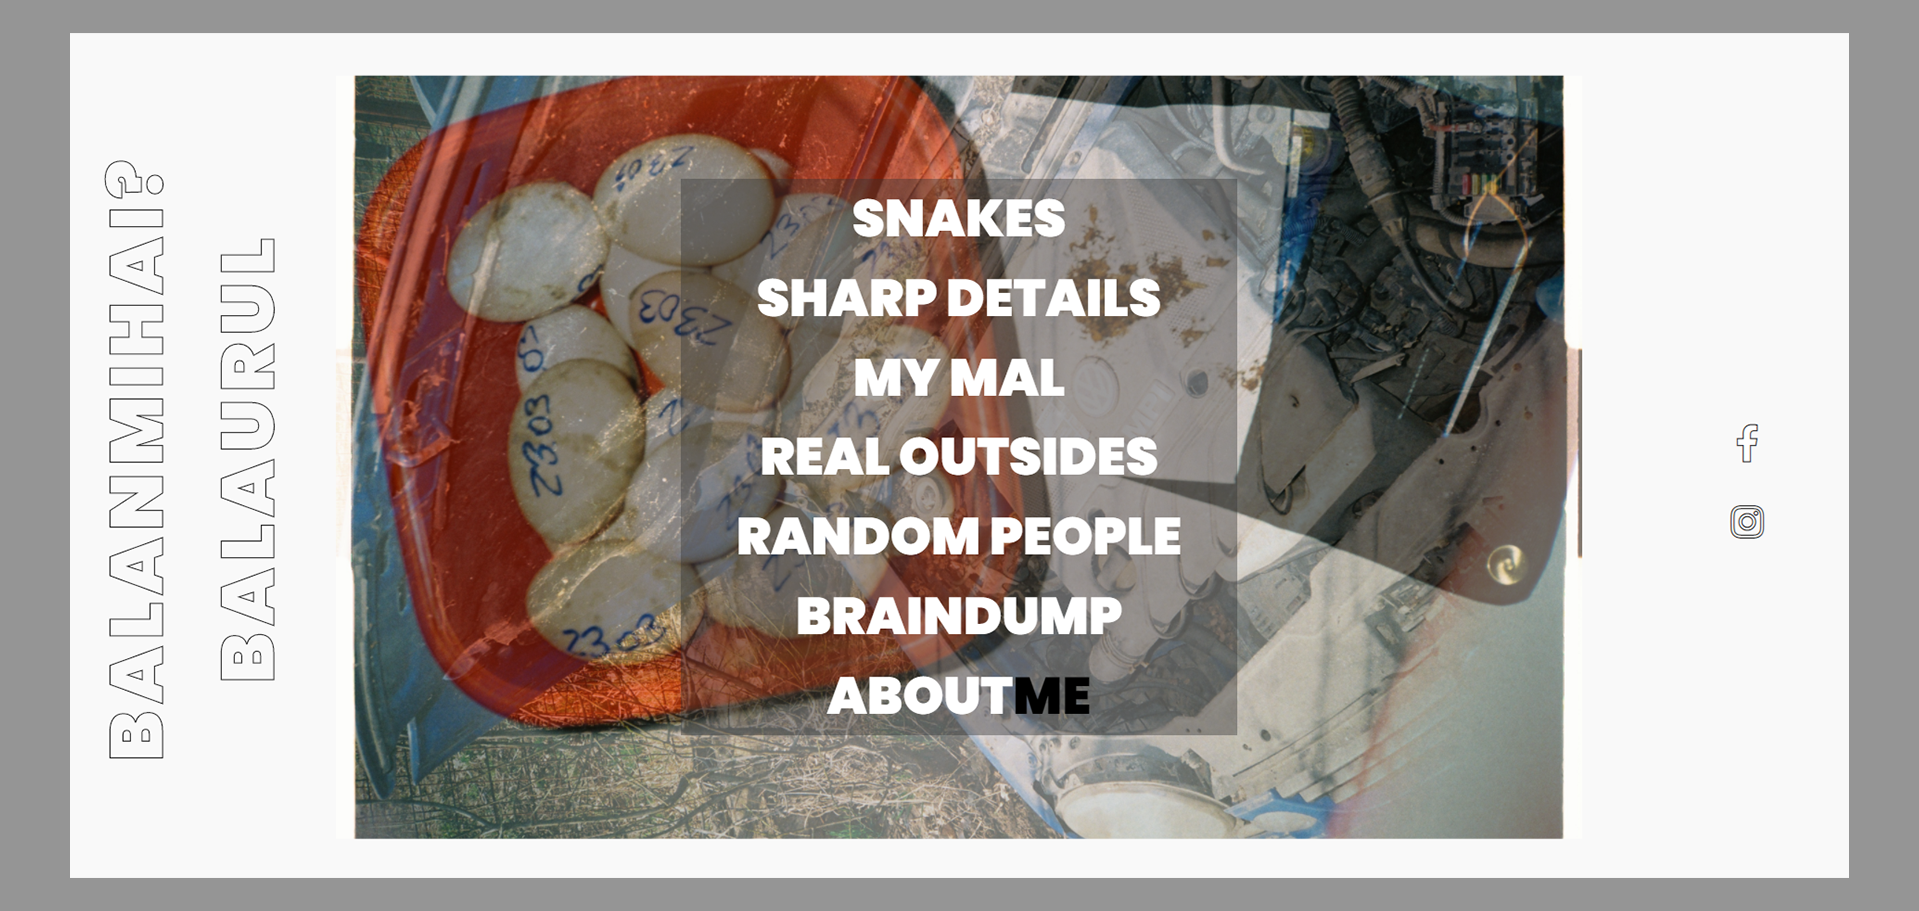 BALANMIHAI?
BALAURUL
SNAKES
SHARP DETAILS
MY MAL
REAL OUTSIDES
RANDOM PEOPLE
BRAINDUMP
ABOUTME
2303
2303
2303
2303